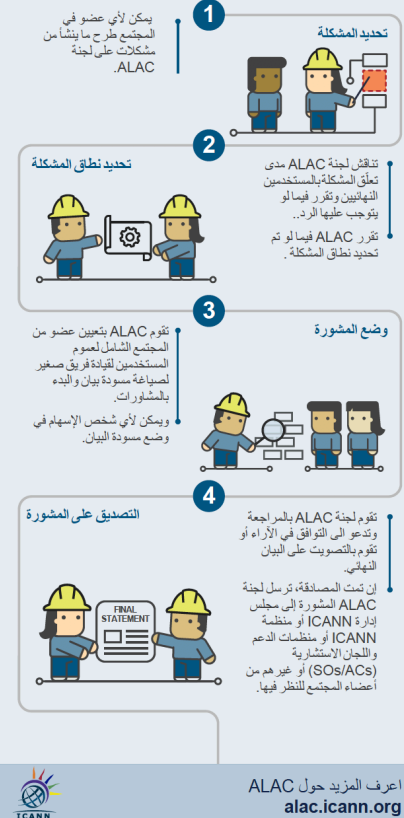 1
تحديد المشكلة
يمكن لأي عضو في
المجتمع طرح ما ينشأ من
مشكلات على لجنة
ALAC.
2
تحديد نطاق المشكلة
تناقش لجنة ALAC مدى
تعلّق المشكلة بالمستخدمين
النهائيين وتقرر فيما لو
يتوجب عليها الرد..
تقرر ALAC فيما لو تم
تحديد نطاق المشكلة .
3
وضع المشورة
تقوم ALAC بتعيين عضو من
المجتمع الشامل لعموم
المستخدمين لقيادة فريق صغير
لصياغة مسودة بيان والبدء
بالمشاورات.
ويمكن لأي شخص الإسهام في
وضع مسودة البيان.
4
التصديق على المشورة
تقوم لجنة ALAC بالمراجعة
وتدعو الى التوافق في الآراء أو
تقوم بالتصويت على البيان
النهائي.
إن تمت المصادقة، ترسل لجنة
ALAC المشورة إلى مجلس
إدارة ICANN أو منظمة
ICANN أو منظمات الدعم
واللجان الاستشارية
(SOs/ACs) أو غيرهم من
أعضاء المجتمع للنظر فيها.
FINAL
STATEMENT
اعرف المزيد حول ALAC
alac.icann.org
ICANN